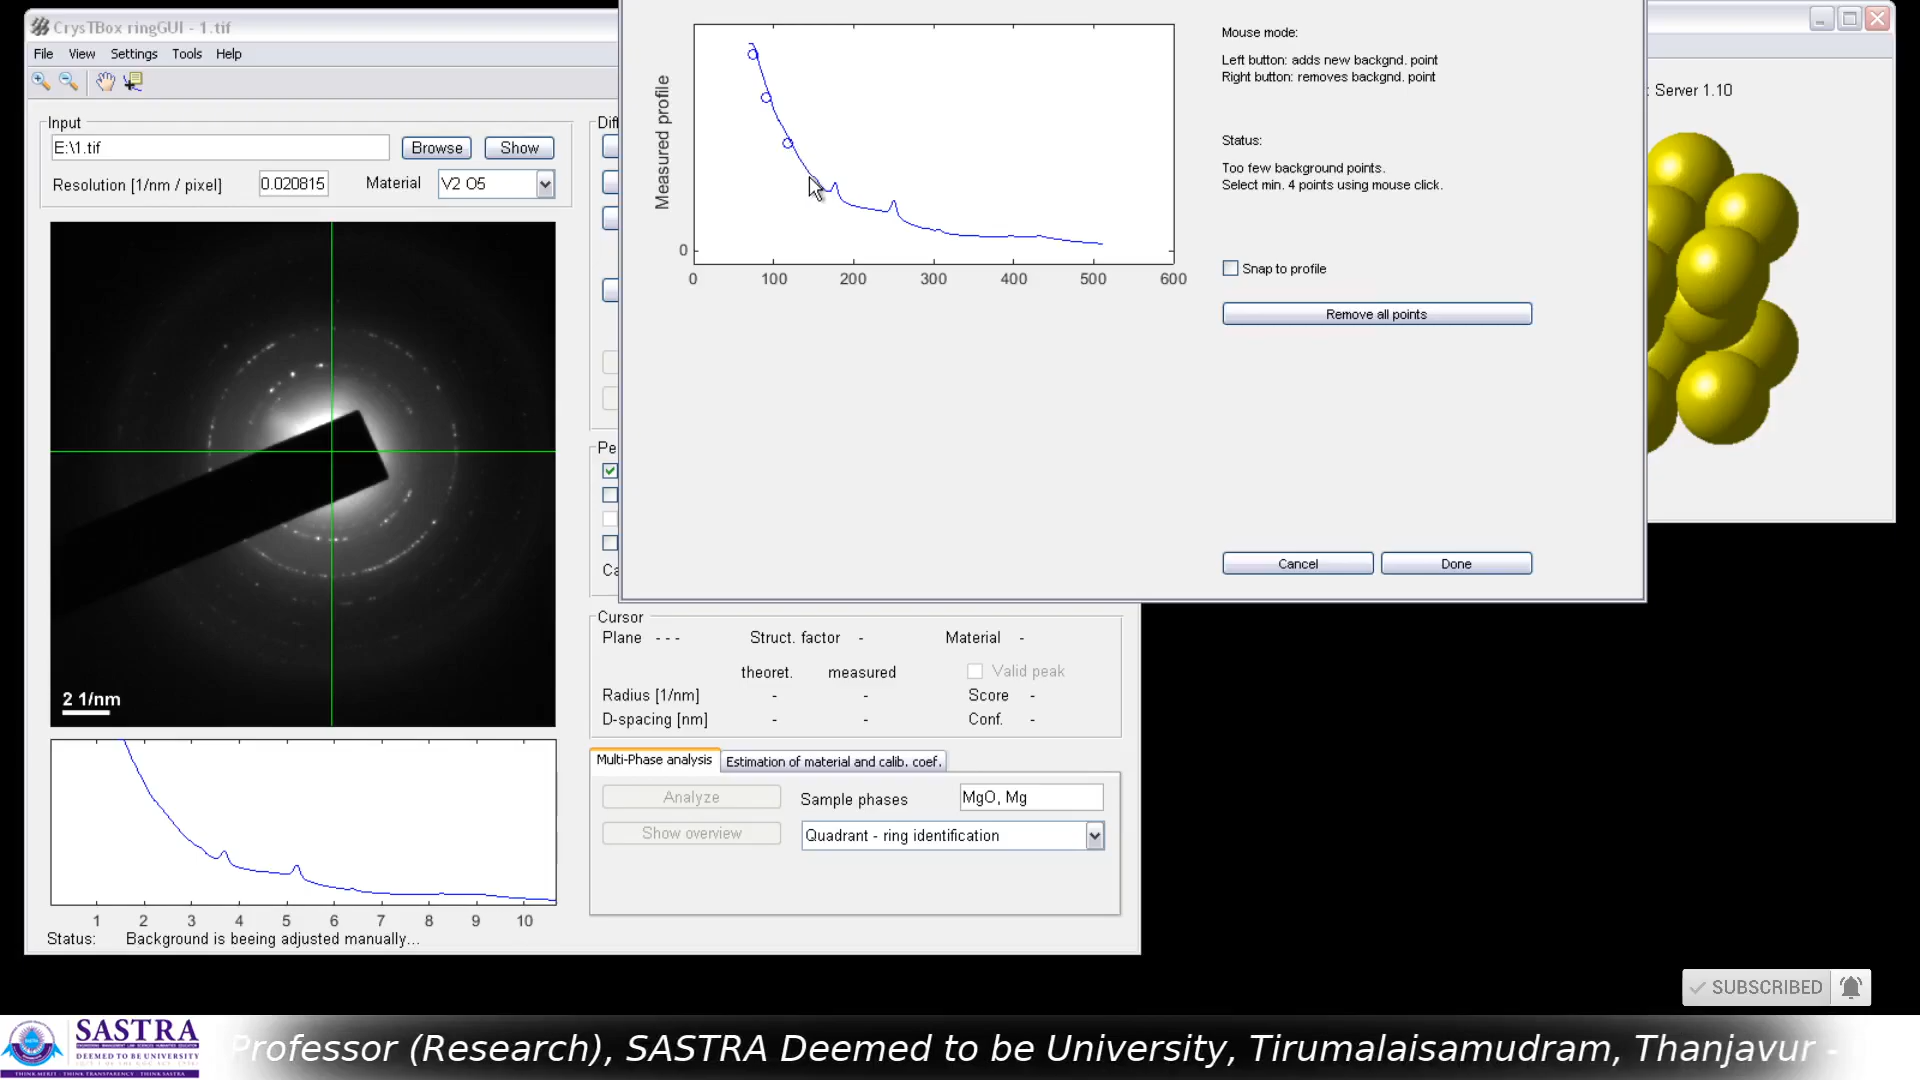 CrysTBox ringGUI - 1.tif
File View Settings Tools Help
Input
E:\1.tif
Browse
Show
Resolution [1/nm / pixel]
0.020815
Material
V2 O5
2 1/nm
1 2 3 4 5 6 7 8 9 10
Status: Background is beeing adjusted manually...
Measured profile
0
0 100 200 300 400 500 600
Mouse mode:
Left button: adds new backgnd. point
Right button: removes backgnd. point
Status:
Too few background points.
Select min. 4 points using mouse click.
Snap to profile
Remove all points
Cancel
Done
Server 1.10
Cursor
Plane - - -
Struct. factor -
Material -
theoret. measured
Valid peak
Radius [1/nm] - -
Score -
D-spacing [nm] - -
Conf. -
Multi-Phase analysis
Estimation of material and calib. coef.
Analyze
Sample phases
MgO, Mg
Show overview
Quadrant - ring identification
SUBSCRIBED
SASTRA
DEEMED TO BE UNIVERSITY
THINK MERIT - THINK TRANSPARENCY - THINK SASTRA
Professor (Research), SASTRA Deemed to be University, Tirumalaisamudram, Thanjavur -